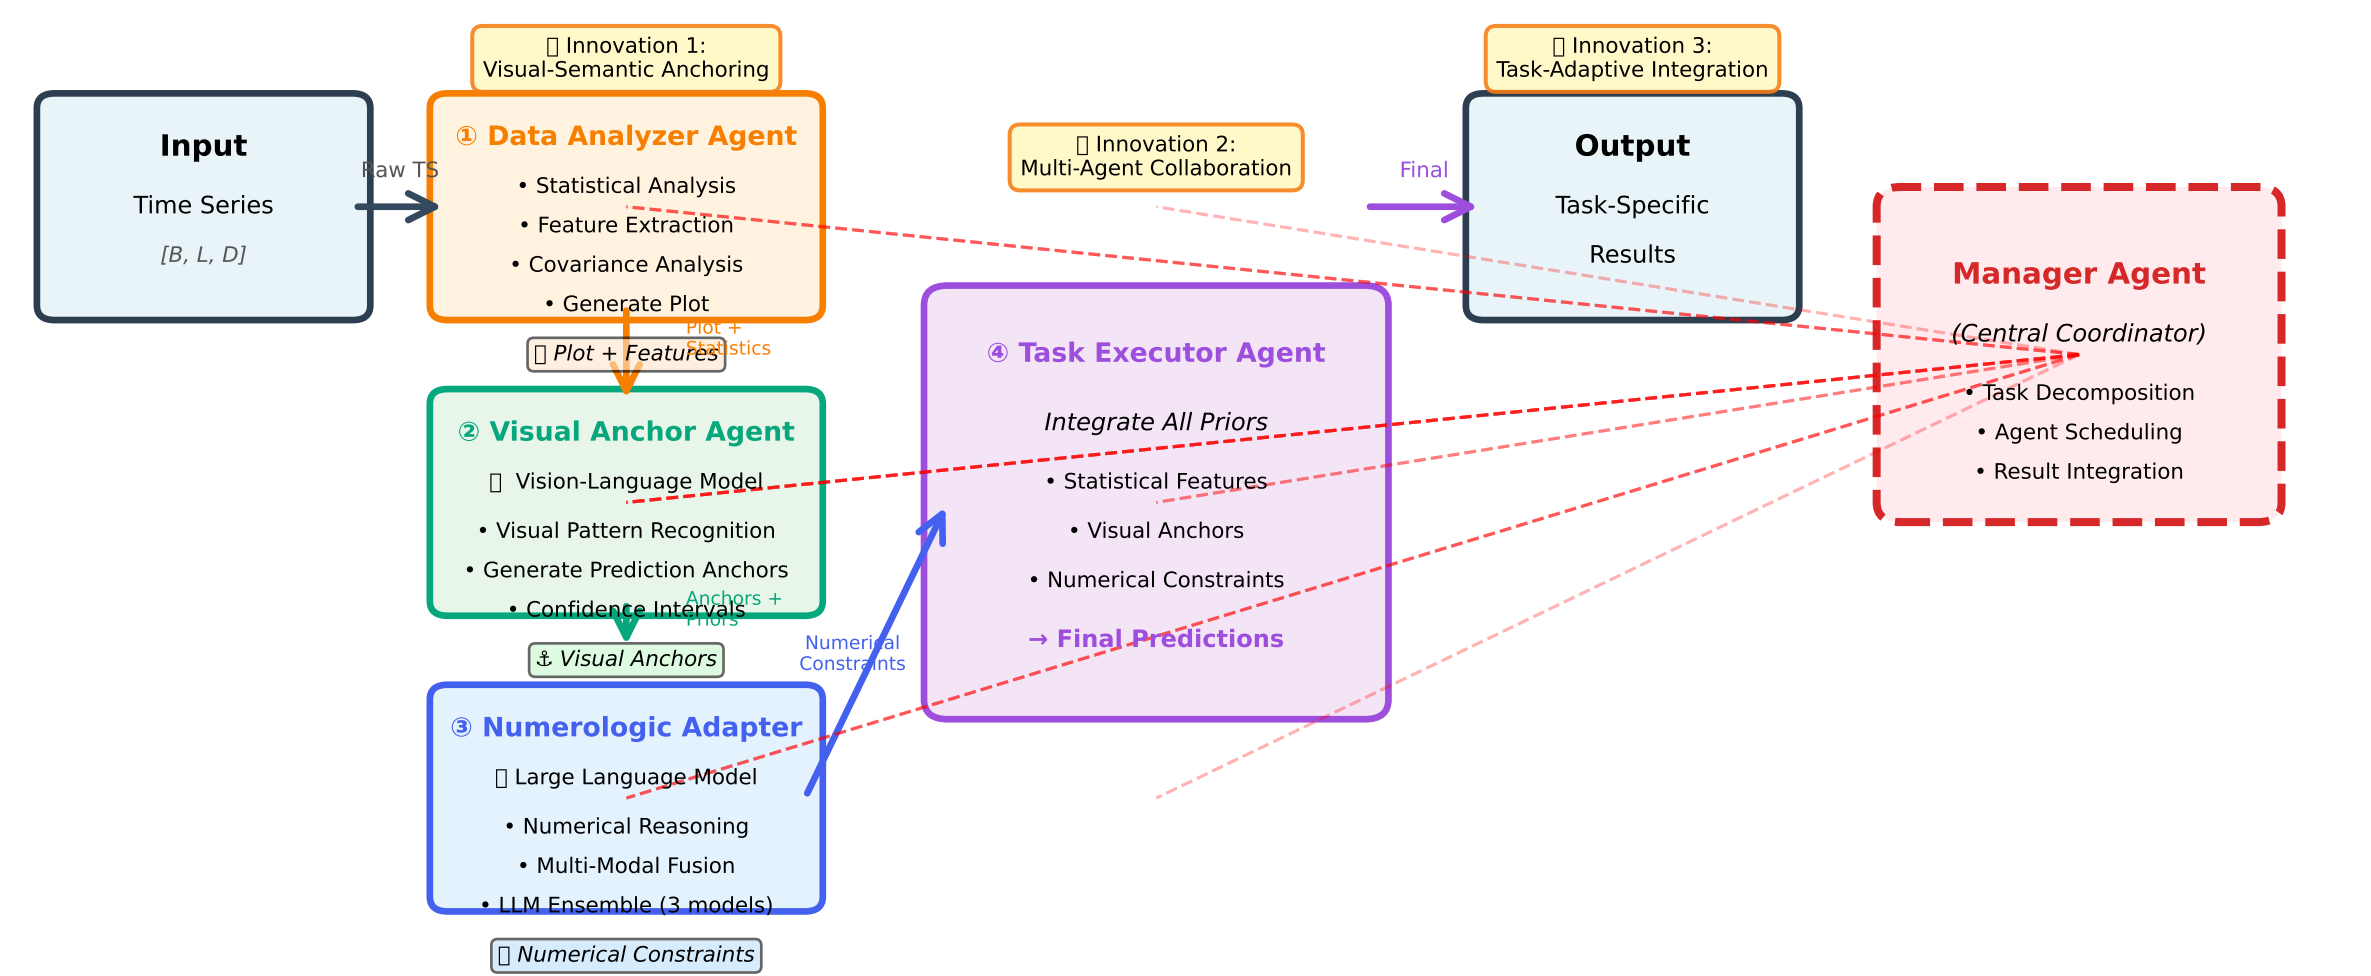 Input
Time Series
[B, L, D]
Raw TS
Innovation 1:
Visual-Semantic Anchoring
① Data Analyzer Agent
• Statistical Analysis
• Feature Extraction
• Covariance Analysis
• Generate Plot
Plot +
Statistics
Plot + Features
② Visual Anchor Agent
Vision-Language Model
• Visual Pattern Recognition
• Generate Prediction Anchors
• Confidence Intervals
Anchors +
Priors
⚓ Visual Anchors
③ Numerologic Adapter
Large Language Model
• Numerical Reasoning
• Multi-Modal Fusion
• LLM Ensemble (3 models)
Numerical Constraints
Numerical
Constraints
Innovation 2:
Multi-Agent Collaboration
④ Task Executor Agent
Integrate All Priors
• Statistical Features
• Visual Anchors
• Numerical Constraints
→ Final Predictions
Final
Innovation 3:
Task-Adaptive Integration
Output
Task-Specific
Results
Manager Agent
(Central Coordinator)
• Task Decomposition
• Agent Scheduling
• Result Integration